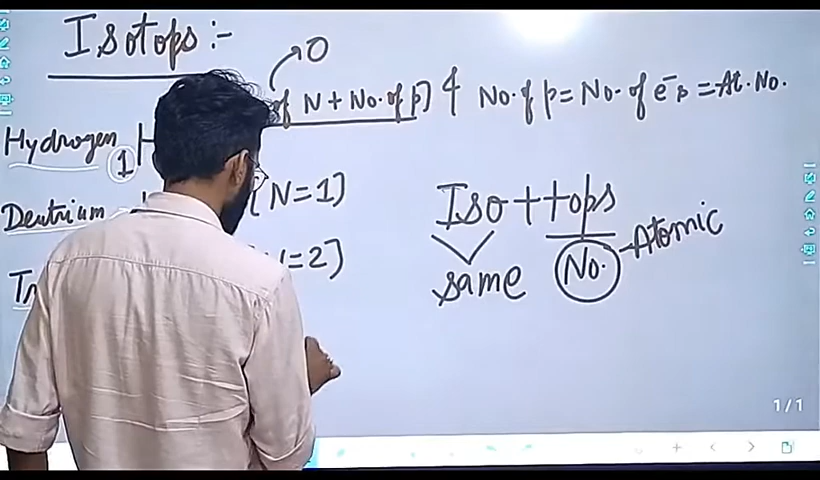 Isotops :-
0
of N + No. of p] & No. of p = No. of e⁻s = At. No.
Hydrogen 1 H
Deutrium [N=1)
Iso + tops
=2]
same No. - Atomic
1/1